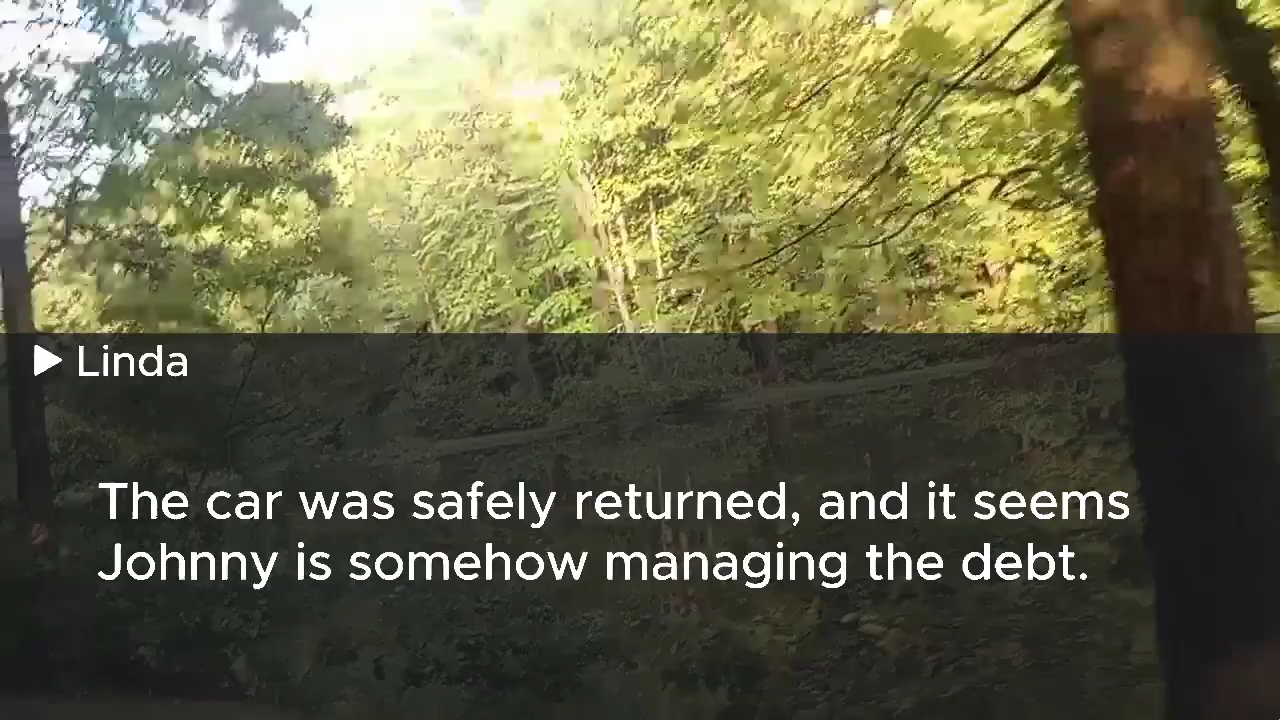 Linda
The car was safely returned, and it seems
Johnny is somehow managing the debt.